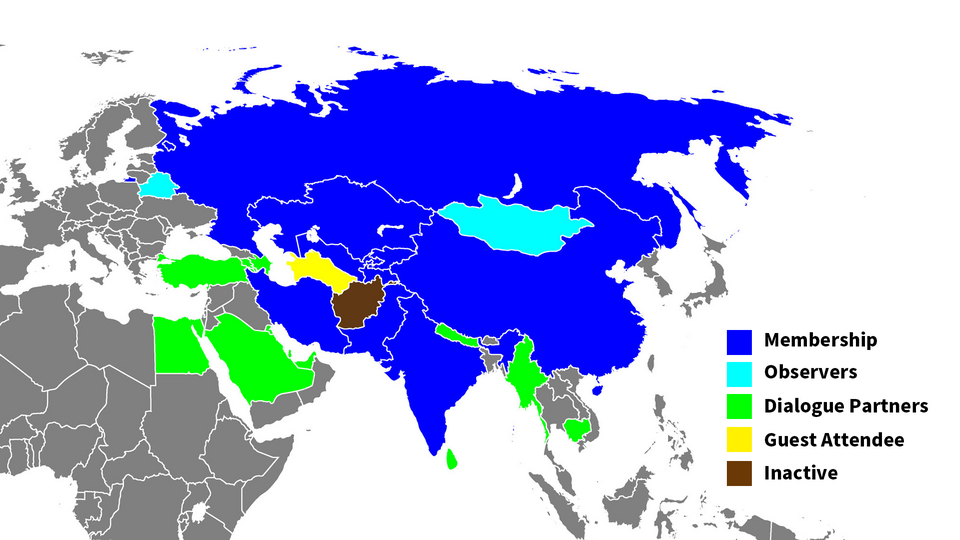 Membership
Observers
Dialogue Partners
Guest Attendee
Inactive